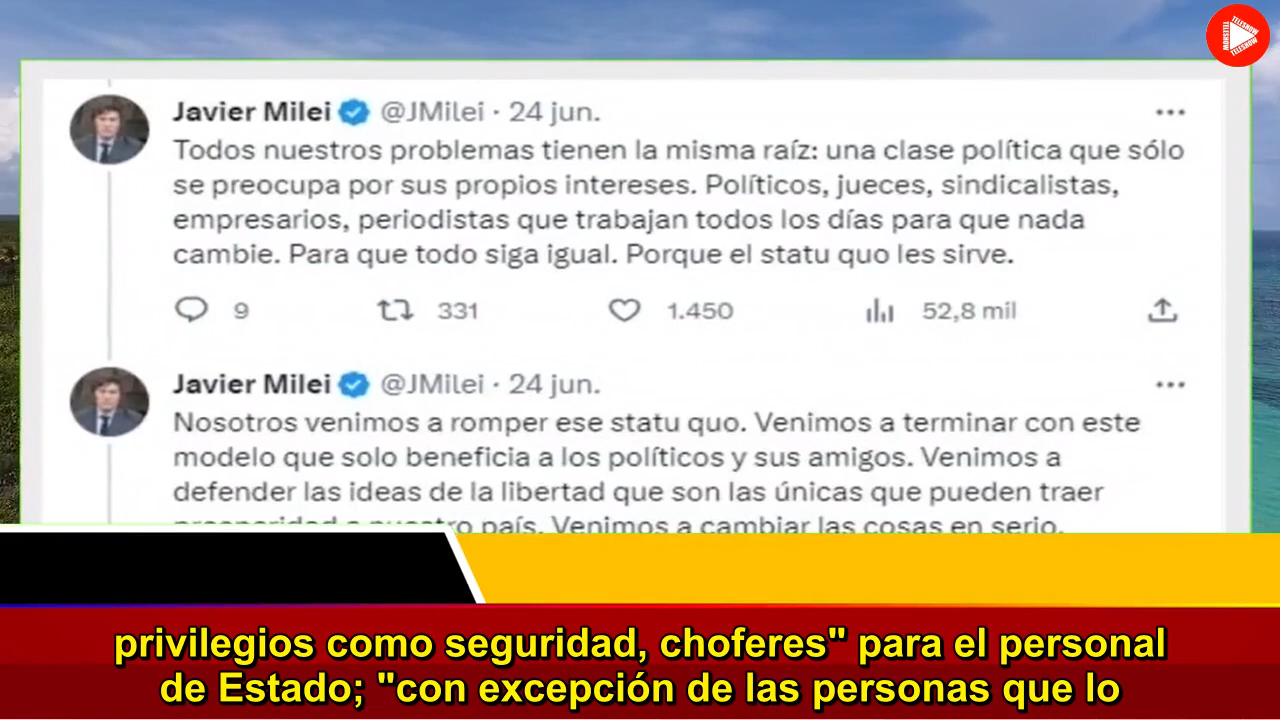 TELESHOW
TELESHOW
MONSTELL
Javier Milei @JMilei · 24 jun.
Todos nuestros problemas tienen la misma raíz: una clase política que sólo
se preocupa por sus propios intereses. Políticos, jueces, sindicalistas,
empresarios, periodistas que trabajan todos los días para que nada
cambie. Para que todo siga igual. Porque el statu quo les sirve.
9 331 1.450 52,8 mil
Javier Milei @JMilei · 24 jun.
Nosotros venimos a romper ese statu quo. Venimos a terminar con este
modelo que solo beneficia a los políticos y sus amigos. Venimos a
defender las ideas de la libertad que son las únicas que pueden traer
prosperidad a nuestro país. Venimos a cambiar las cosas en serio.
privilegios como seguridad, choferes" para el personal
de Estado; "con excepción de las personas que lo